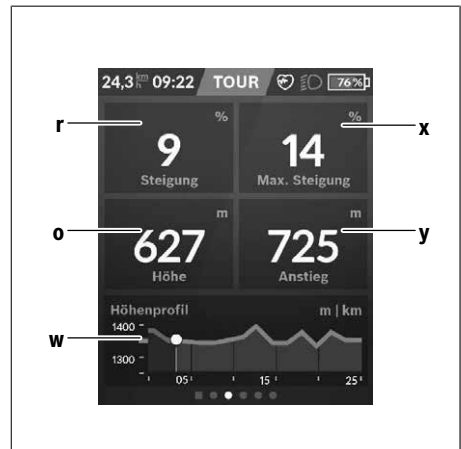 24,3 km/h 09:22 TOUR 76%
r % % x
9 14
Steigung Max. Steigung
o m m y
627 725
Höhe Anstieg
Höhenprofil m | km
1400
w
1300
05 15 25